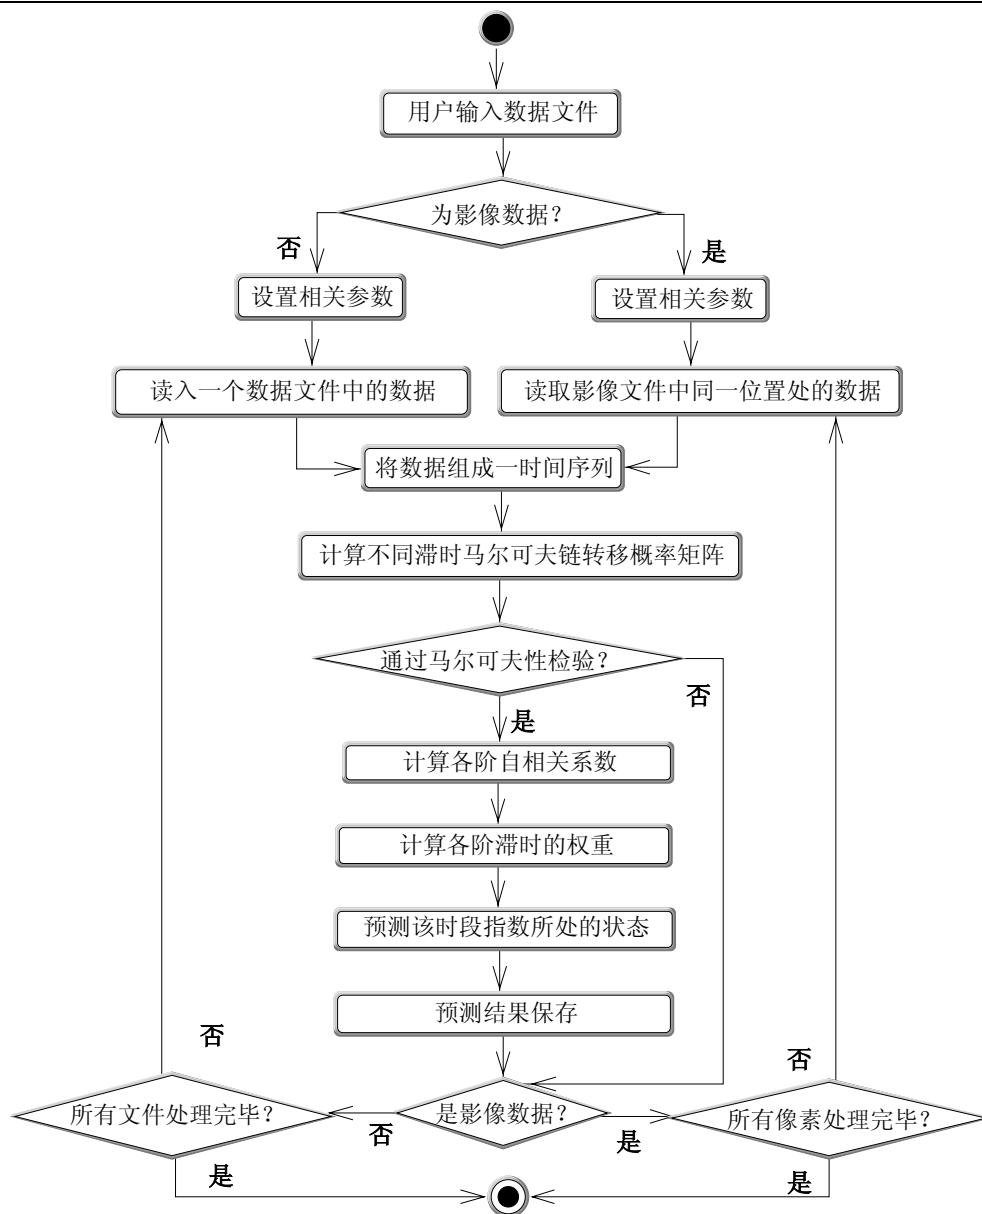 用户输入数据文件
为影像数据？
否
是
设置相关参数
设置相关参数
读入一个数据文件中的数据
读取影像文件中同一位置处的数据
将数据组成一时间序列
计算不同滞时马尔可夫链转移概率矩阵
通过马尔可夫性检验？
否
是
计算各阶自相关系数
计算各阶滞时的权重
预测该时段指数所处的状态
预测结果保存
否
否
所有文件处理完毕？
是影像数据？
所有像素处理完毕？
否
是
是
是